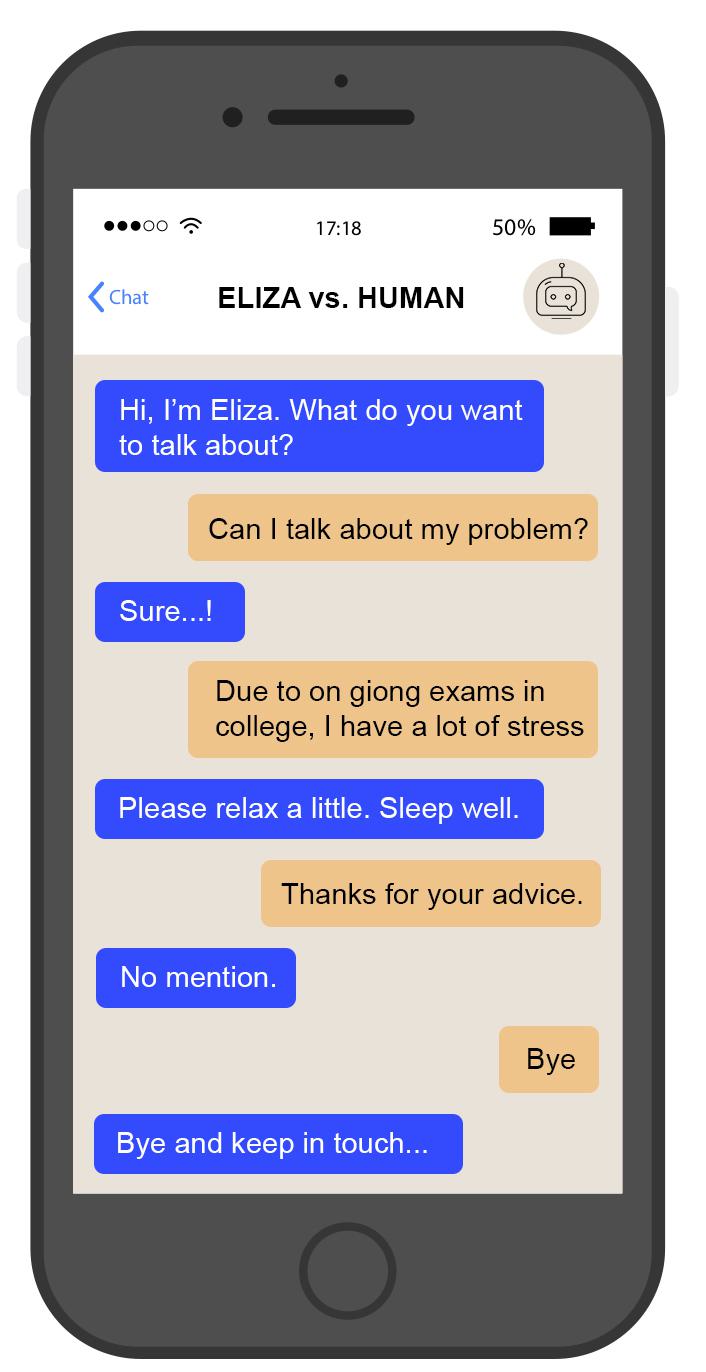 17:18
50%
Chat
ELIZA vs. HUMAN
Hi, I’m Eliza. What do you want
to talk about?
Can I talk about my problem?
Sure...!
Due to on giong exams in
college, I have a lot of stress
Please relax a little. Sleep well.
Thanks for your advice.
No mention.
Bye
Bye and keep in touch...